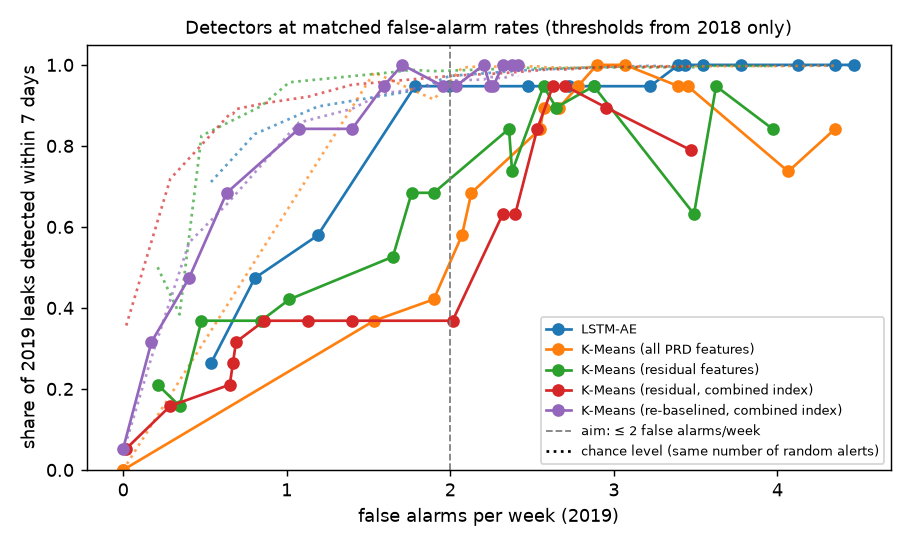 Detectors at matched false-alarm rates (thresholds from 2018 only)
share of 2019 leaks detected within 7 days
1.0
0.8
0.6
0.4
0.2
0.0
LSTM-AE
K-Means (all PRD features)
K-Means (residual features)
K-Means (residual, combined index)
K-Means (re-baselined, combined index)
aim: ≤ 2 false alarms/week
chance level (same number of random alerts)
0 1 2 3 4
false alarms per week (2019)